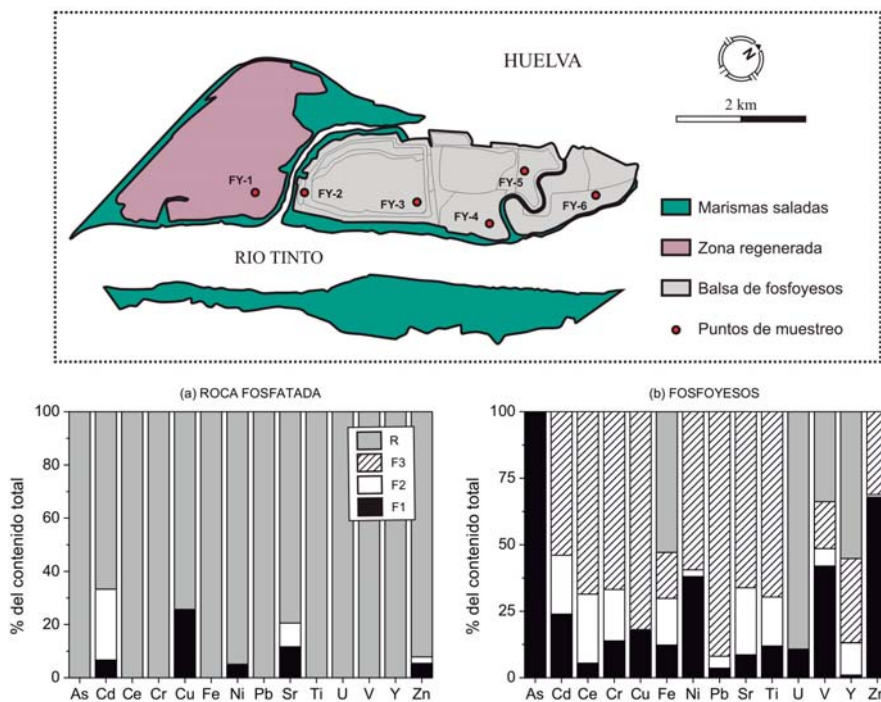 HUELVA
N
2 km
FY-1
FY-2
FY-3
FY-4
FY-5
FY-6
RIO TINTO
Marismas saladas
Zona regenerada
Balsa de fosfoyesos
Puntos de muestreo
(a) ROCA FOSFATADA
% del contenido total
100
80
60
40
20
0
R
F3
F2
F1
As Cd Ce Cr Cu Fe Ni Pb Sr Ti U V Y Zn
(b) FOSFOYESOS
% del contenido total
100
75
50
25
0
As Cd Ce Cr Cu Fe Ni Pb Sr Ti U V Y Zn